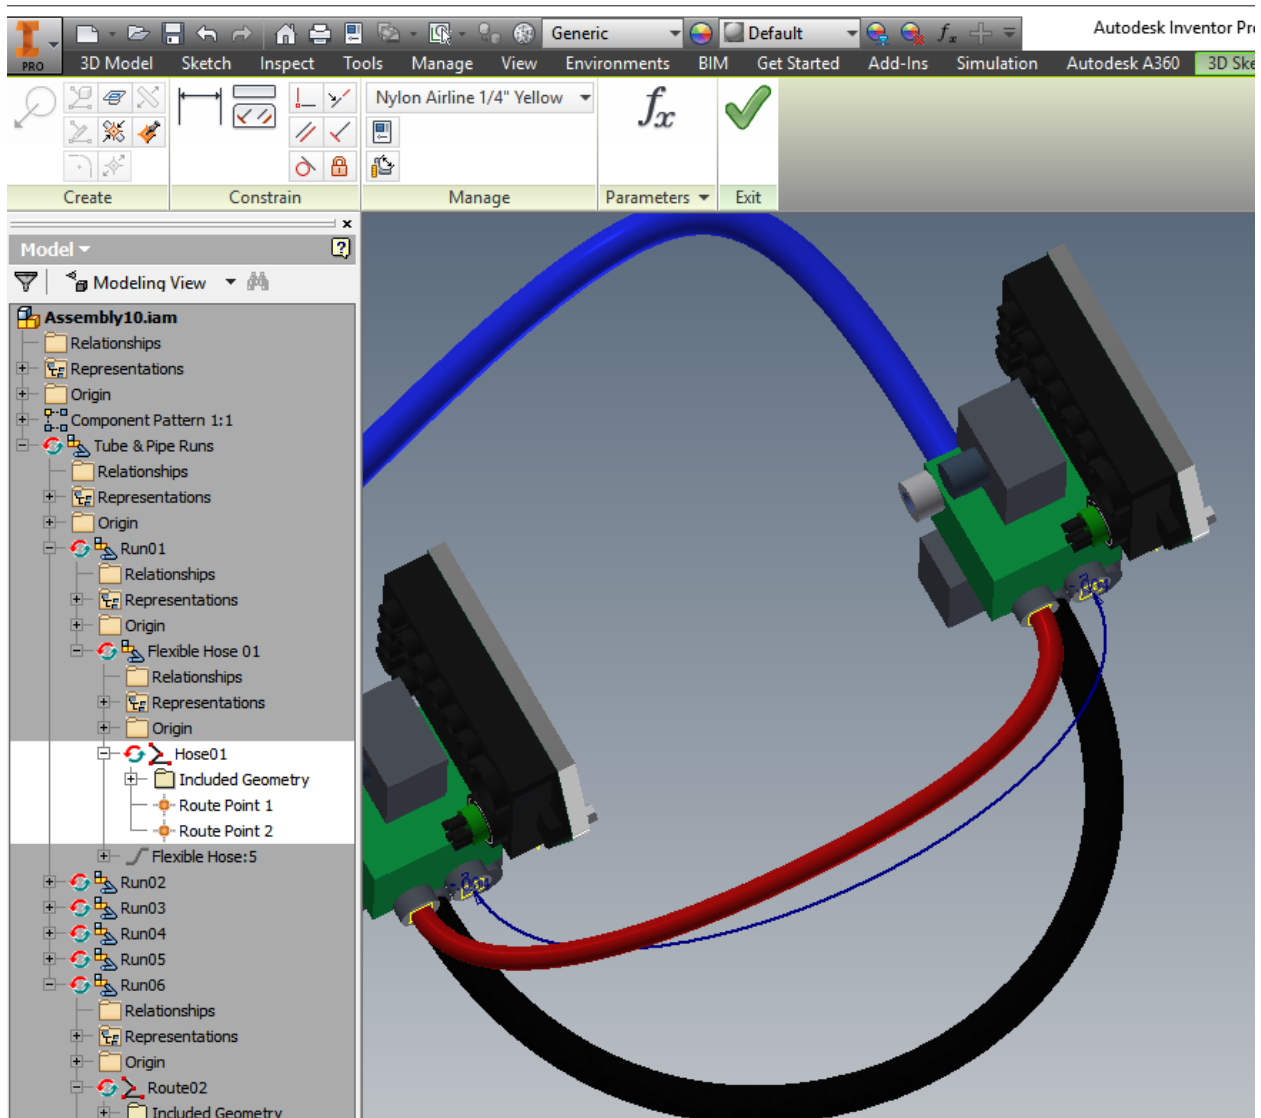 Generic
Default
Autodesk Inventor Pr
PRO
3D Model Sketch Inspect Tools Manage View Environments BIM Get Started Add-Ins Simulation Autodesk A360 3D Ske
Nylon Airline 1/4" Yellow
fx
Create Constrain Manage Parameters Exit
Model
Modeling View
Assembly10.iam
Relationships
Representations
Origin
Component Pattern 1:1
Tube & Pipe Runs
Relationships
Representations
Origin
Run01
Relationships
Representations
Origin
Flexible Hose 01
Relationships
Representations
Origin
Hose01
Included Geometry
Route Point 1
Route Point 2
Flexible Hose:5
Run02
Run03
Run04
Run05
Run06
Relationships
Representations
Origin
Route02
Included Geometry